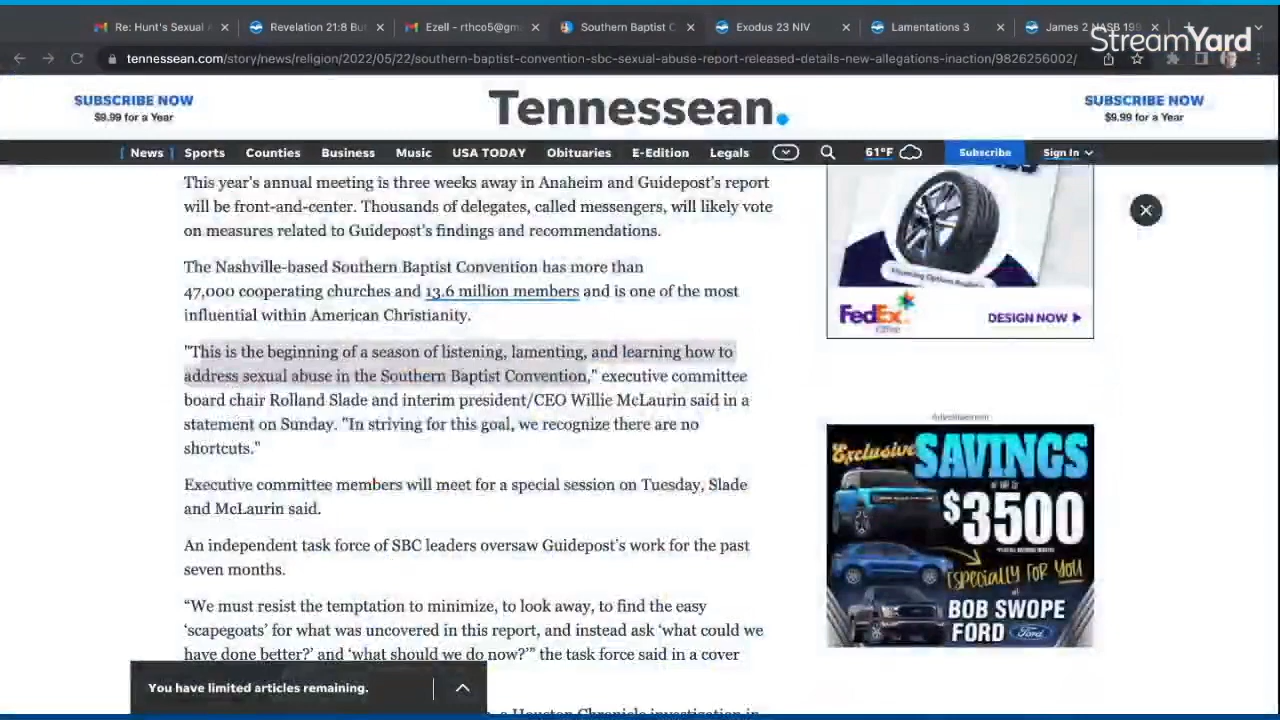 Re: Hunt's Sexual
Revelation 21:8 But
Ezell - rthco5@gm
Southern Baptist C
Exodus 23 NIV
Lamentations 3
James 2 NASB 199
StreamYard
tennessean.com/story/news/religion/2022/05/22/southern-baptist-convention-sbc-sexual-abuse-report-released-details-new-allegations-inaction/9826256002/
SUBSCRIBE NOW
$9.99 for a Year
Tennessean.
SUBSCRIBE NOW
$9.99 for a Year
News Sports Counties Business Music USA TODAY Obituaries E-Edition Legals 61°F Subscribe Sign In
This year's annual meeting is three weeks away in Anaheim and Guidepost's report
will be front-and-center. Thousands of delegates, called messengers, will likely vote
on measures related to Guidepost's findings and recommendations.
The Nashville-based Southern Baptist Convention has more than
47,000 cooperating churches and 13.6 million members and is one of the most
influential within American Christianity.
"This is the beginning of a season of listening, lamenting, and learning how to
address sexual abuse in the Southern Baptist Convention," executive committee
board chair Rolland Slade and interim president/CEO Willie McLaurin said in a
statement on Sunday. "In striving for this goal, we recognize there are no
shortcuts."
Executive committee members will meet for a special session on Tuesday, Slade
and McLaurin said.
An independent task force of SBC leaders oversaw Guidepost's work for the past
seven months.
“We must resist the temptation to minimize, to look away, to find the easy
‘scapegoats’ for what was uncovered in this report, and instead ask ‘what could we
have done better?’ and ‘what should we do now?’” the task force said in a cover
a Houston Chronicle investigation in
You have limited articles remaining.
FedEx
Office
DESIGN NOW
Advertisement
Exclusive SAVINGS
$3500
ESPECIALLY FOR YOU
at
BOB SWOPE
FORD Ford